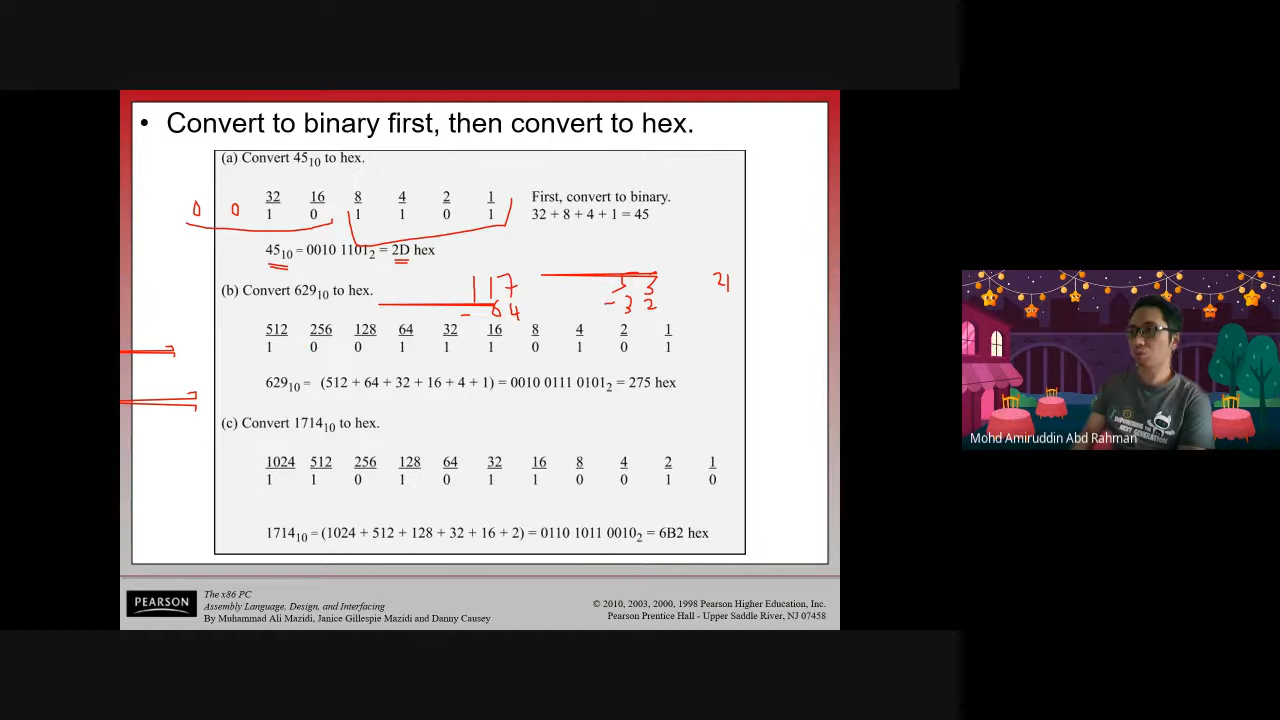 • Convert to binary first, then convert to hex.
(a) Convert 45₁₀ to hex.
32 16 8 4 2 1 First, convert to binary.
0 0 1 0 1 1 0 1 32 + 8 + 4 + 1 = 45
45₁₀ = 0010 1101₂ = 2D hex
(b) Convert 629₁₀ to hex.
117 53 21
- 64 - 32
512 256 128 64 32 16 8 4 2 1
1 0 0 1 1 1 0 1 0 1
629₁₀ = (512 + 64 + 32 + 16 + 4 + 1) = 0010 0111 0101₂ = 275 hex
(c) Convert 1714₁₀ to hex.
1024 512 256 128 64 32 16 8 4 2 1
1 1 0 1 0 1 1 0 0 1 0
1714₁₀ = (1024 + 512 + 128 + 32 + 16 + 2) = 0110 1011 0010₂ = 6B2 hex
PEARSON
The x86 PC
Assembly Language, Design, and Interfacing
By Muhammad Ali Mazidi, Janice Gillespie Mazidi and Danny Causey
© 2010, 2003, 2000, 1998 Pearson Higher Education, Inc.
Pearson Prentice Hall - Upper Saddle River, NJ 07458
EMPOWERING THE
NEXT GENERATION
Mohd Amiruddin Abd Rahman